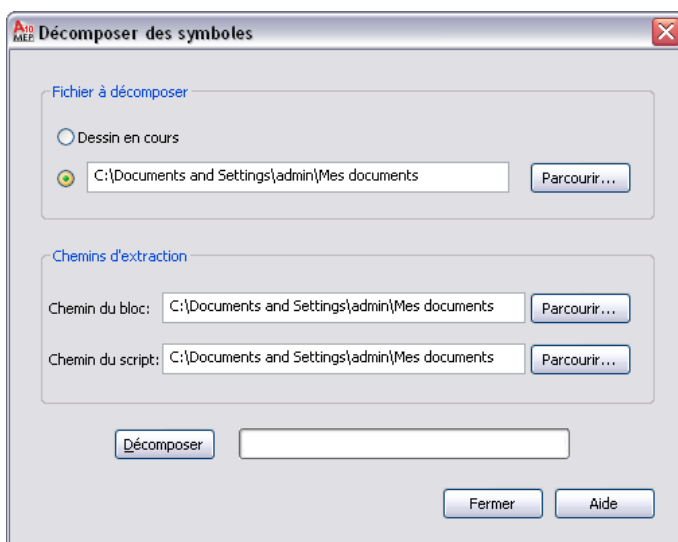 A10
MEP Décomposer des symboles
Fichier à décomposer
Dessin en cours
C:\Documents and Settings\admin\Mes documents Parcourir...
Chemins d'extraction
Chemin du bloc: C:\Documents and Settings\admin\Mes documents Parcourir...
Chemin du script: C:\Documents and Settings\admin\Mes documents Parcourir...
Décomposer
Fermer Aide